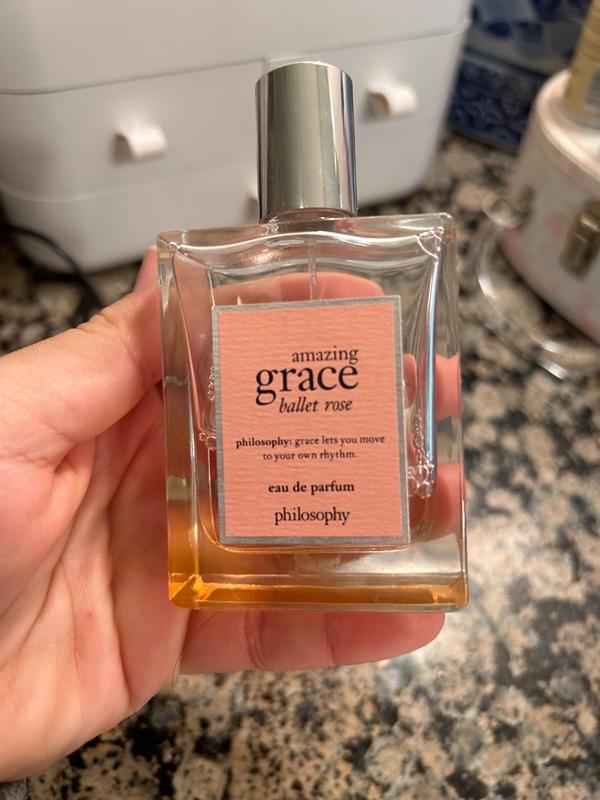 amazing
grace
ballet rose
philosophy: grace lets you move
to your own rhythm.
eau de parfum
philosophy